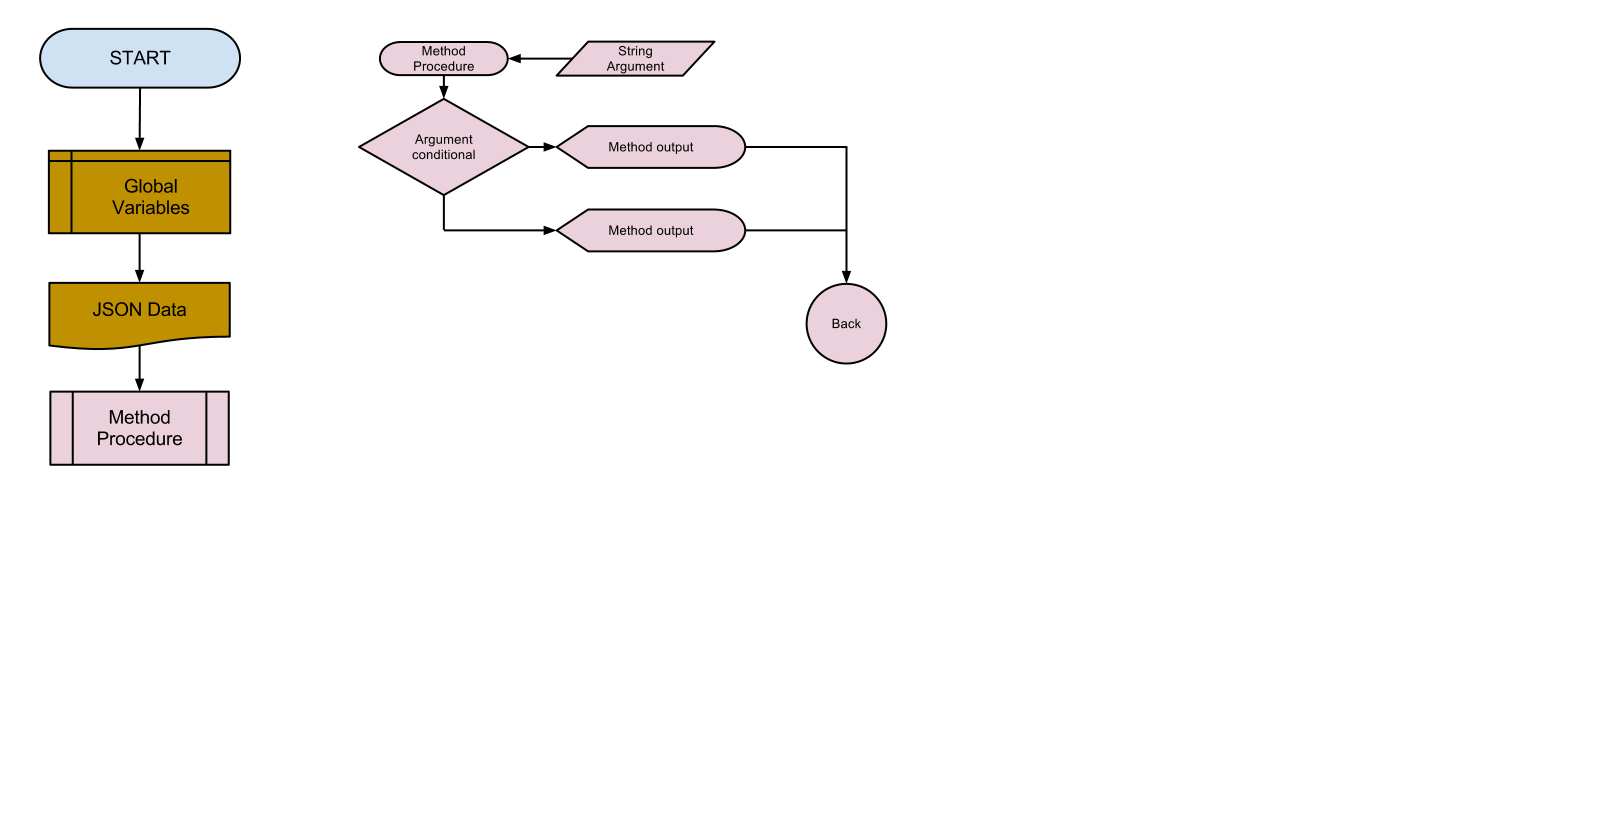 START
Global
Variables
JSON Data
Method
Procedure
Method
Procedure
String
Argument
Argument
conditional
Method output
Method output
Back